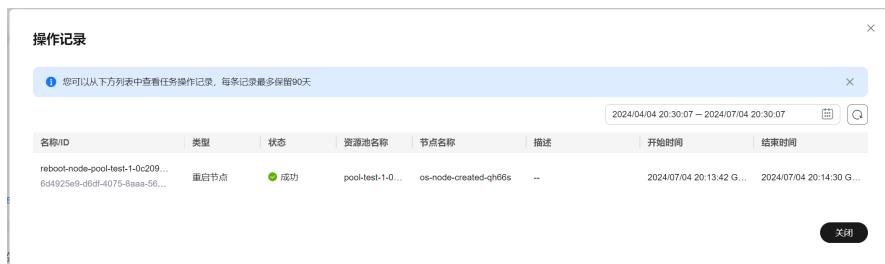 操作记录
您可以从下方列表中查看任务操作记录，每条记录最多保留90天
2024/04/04 20:30:07 – 2024/07/04 20:30:07
名称/ID 类型 状态 资源池名称 节点名称 描述 开始时间 结束时间
reboot-node-pool-test-1-0c209...
6d4925e9-d6df-4075-8aaa-56...
重启节点 成功 pool-test-1-0... os-node-created-qh66s -- 2024/07/04 20:13:42 G... 2024/07/04 20:14:30 G...
关闭